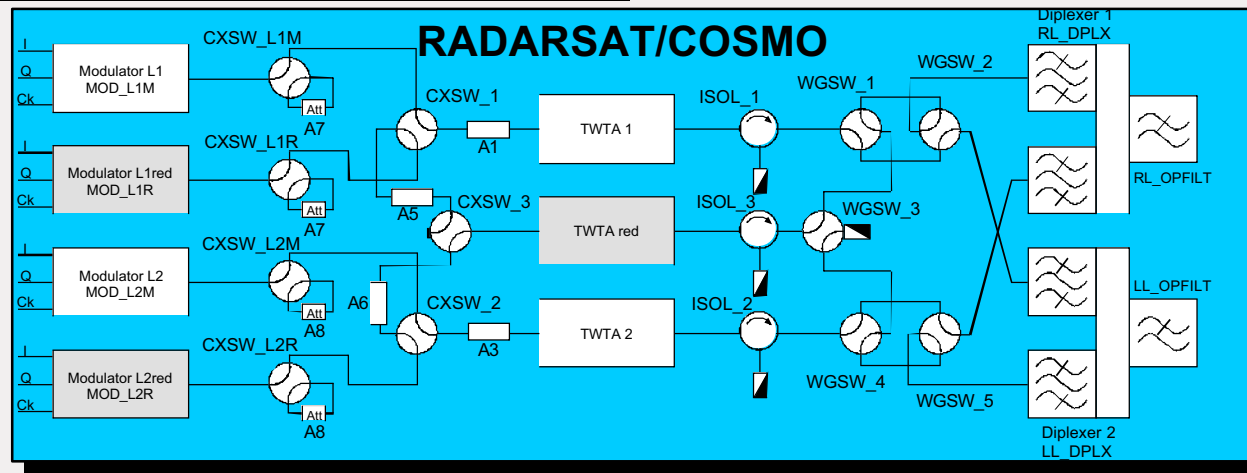 RADARSAT/COSMO
I
Q
Ck
Modulator L1
MOD_L1M
CXSW_L1M
Att
A7
I
Q
Ck
Modulator L1red
MOD_L1R
CXSW_L1R
Att
A7
I
Q
Ck
Modulator L2
MOD_L2M
CXSW_L2M
Att
A8
I
Q
Ck
Modulator L2red
MOD_L2R
CXSW_L2R
Att
A8
CXSW_1
A1
A5
CXSW_3
A6
CXSW_2
A3
TWTA 1
TWTA red
TWTA 2
ISOL_1
ISOL_3
ISOL_2
WGSW_1
WGSW_2
WGSW_3
WGSW_4
WGSW_5
Diplexer 1
RL_DPLX
RL_OPFILT
LL_OPFILT
Diplexer 2
LL_DPLX